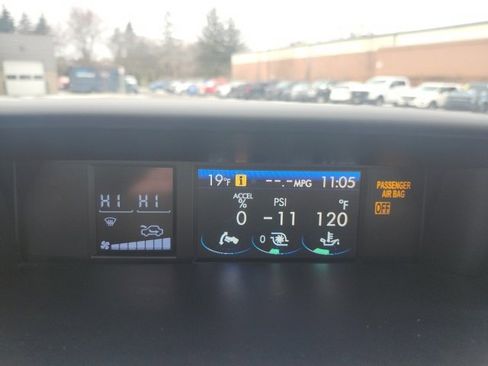 19°F i --.-MPG 11:05
HI HI
ACCEL % PSI °F
0 -11 120
0
PASSENGER
AIR BAG
OFF